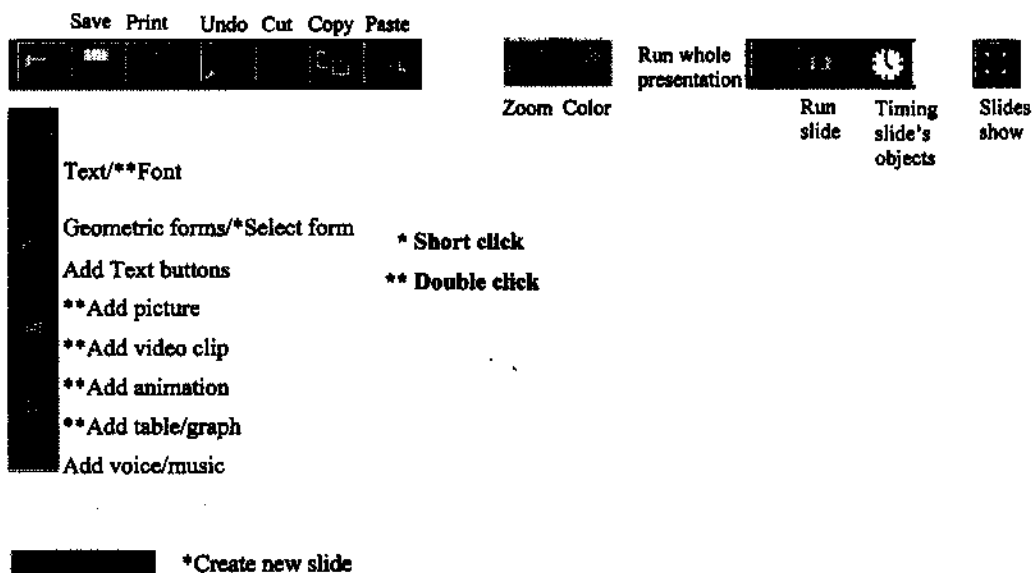 Save Print Undo Cut Copy Paste
Run whole
presentation
Zoom Color
Run
slide
Timing
slide's
objects
Slides
show
Text/**Font
Geometric forms/*Select form
* Short click
Add Text buttons
** Double click
**Add picture
**Add video clip
**Add animation
**Add table/graph
Add voice/music
*Create new slide